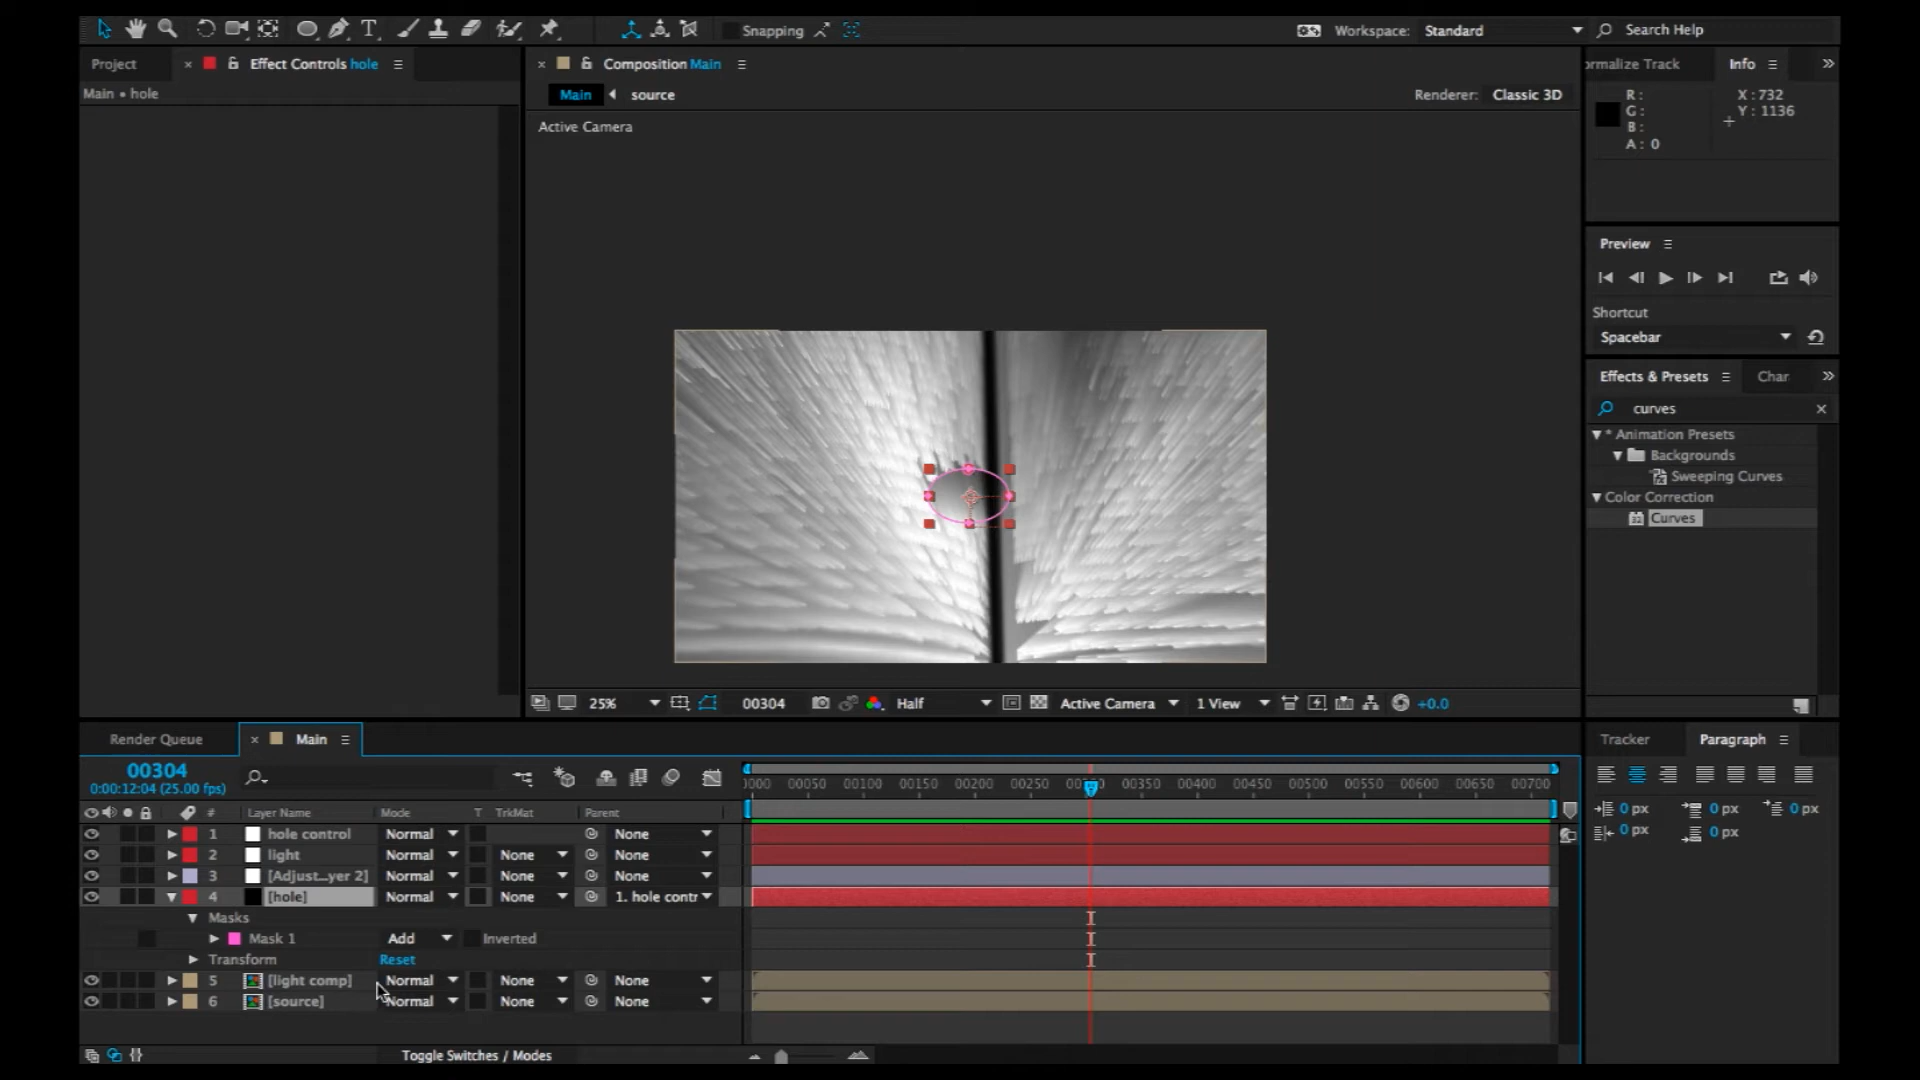 Snapping
Workspace: Standard
Search Help
Project
Effect Controls hole
Main • hole
Composition Main
Main
source
Renderer: Classic 3D
Active Camera
ormalize Track
Info
R:
G:
B:
A: 0
X: 732
Y: 1136
Preview
Shortcut
Spacebar
Effects & Presets
Char
curves
* Animation Presets
Backgrounds
Sweeping Curves
Color Correction
32
Curves
25%
00304
Half
Active Camera
1 View
+0.0
Render Queue
Main
00304
0:00:12:04 (25.00 fps)
0000 00050 00100 00150 00200 00250 00350 00400 00450 00500 00550 00600 00650 00700
# Layer Name Mode T TrkMat Parent
1 hole control Normal None
2 light Normal None None
3 [Adjust...yer 2] Normal None None
4 [hole] Normal None 1. hole contr
Masks
Mask 1 Add Inverted
Transform Reset
5 [light comp] Normal None None
6 [source] Normal None None
Toggle Switches / Modes
Tracker
Paragraph
0 px 0 px 0 px
0 px 0 px